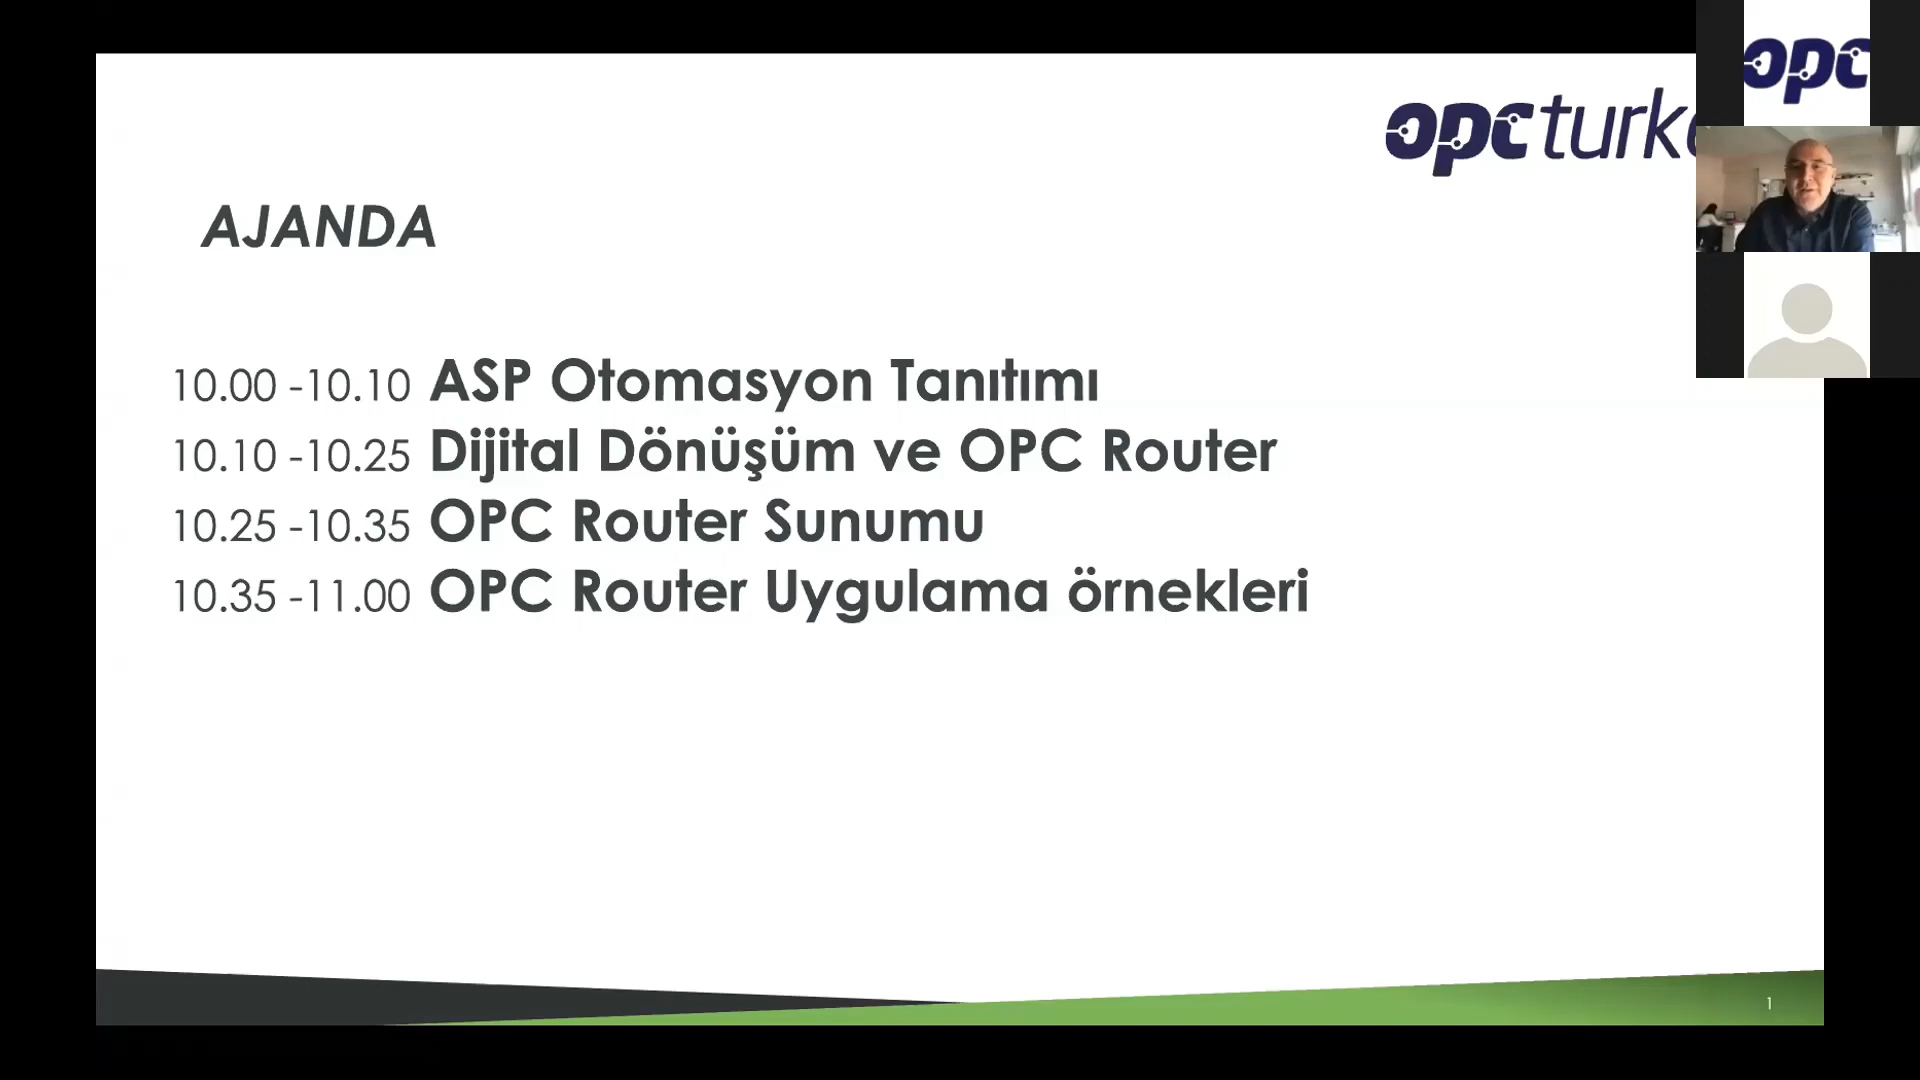 opc
opcturk
AJANDA
10.00 -10.10 ASP Otomasyon Tanıtımı
10.10 -10.25 Dijital Dönüşüm ve OPC Router
10.25 -10.35 OPC Router Sunumu
10.35 -11.00 OPC Router Uygulama örnekleri
1